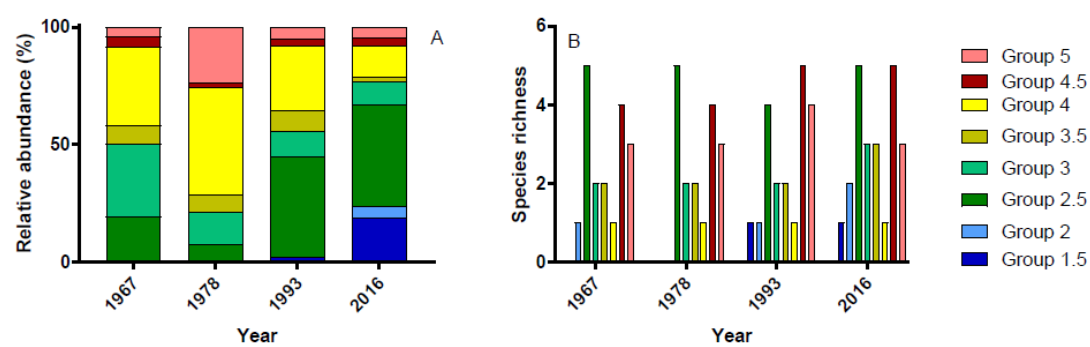 Relative abundance (%)
100
50
0
A
1967
1978
1993
2016
Year
Species richness
6
4
2
0
B
1967
1978
1993
2016
Year
Group 5
Group 4.5
Group 4
Group 3.5
Group 3
Group 2.5
Group 2
Group 1.5